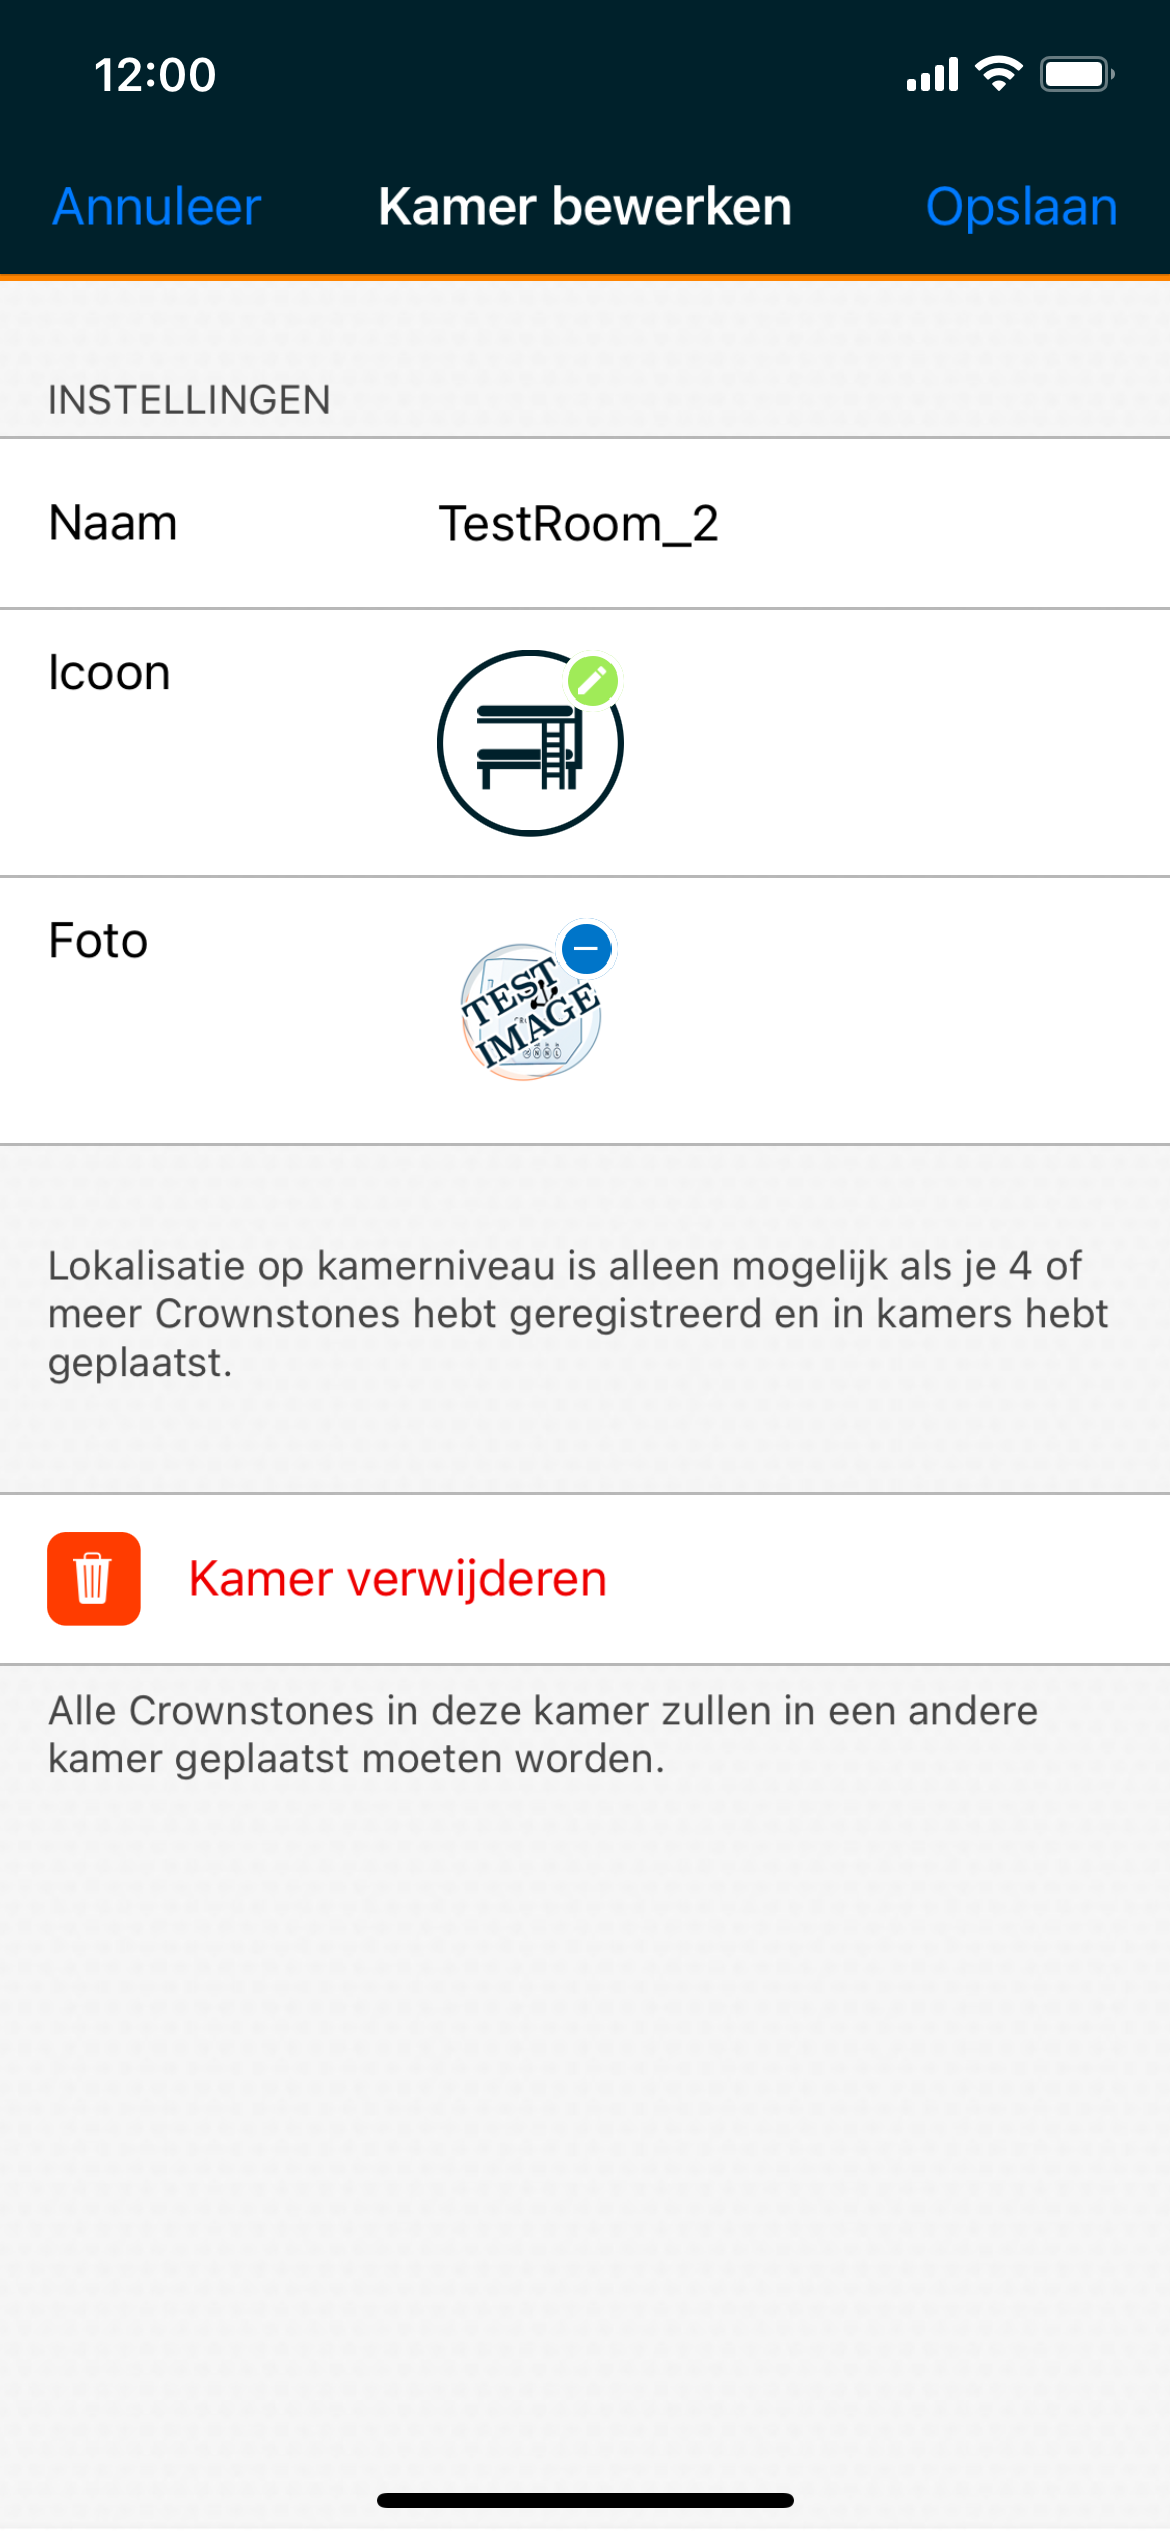 12:00
Annuleer Kamer bewerken Opslaan
INSTELLINGEN
Naam TestRoom_2
Icoon
Foto
TEST
IMAGE
Lokalisatie op kamerniveau is alleen mogelijk als je 4 of
meer Crownstones hebt geregistreerd en in kamers hebt
geplaatst.
Kamer verwijderen
Alle Crownstones in deze kamer zullen in een andere
kamer geplaatst moeten worden.